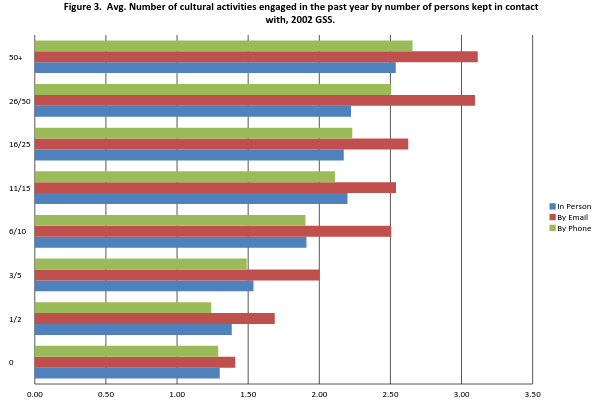 Figure 3.  Avg. Number of cultural activities engaged in the past year by number of persons kept in contact
with, 2002 GSS.
50+
26/50
16/25
11/15
6/10
3/5
1/2
0
In Person
By Email
By Phone
0.00 0.50 1.00 1.50 2.00 2.50 3.00 3.50